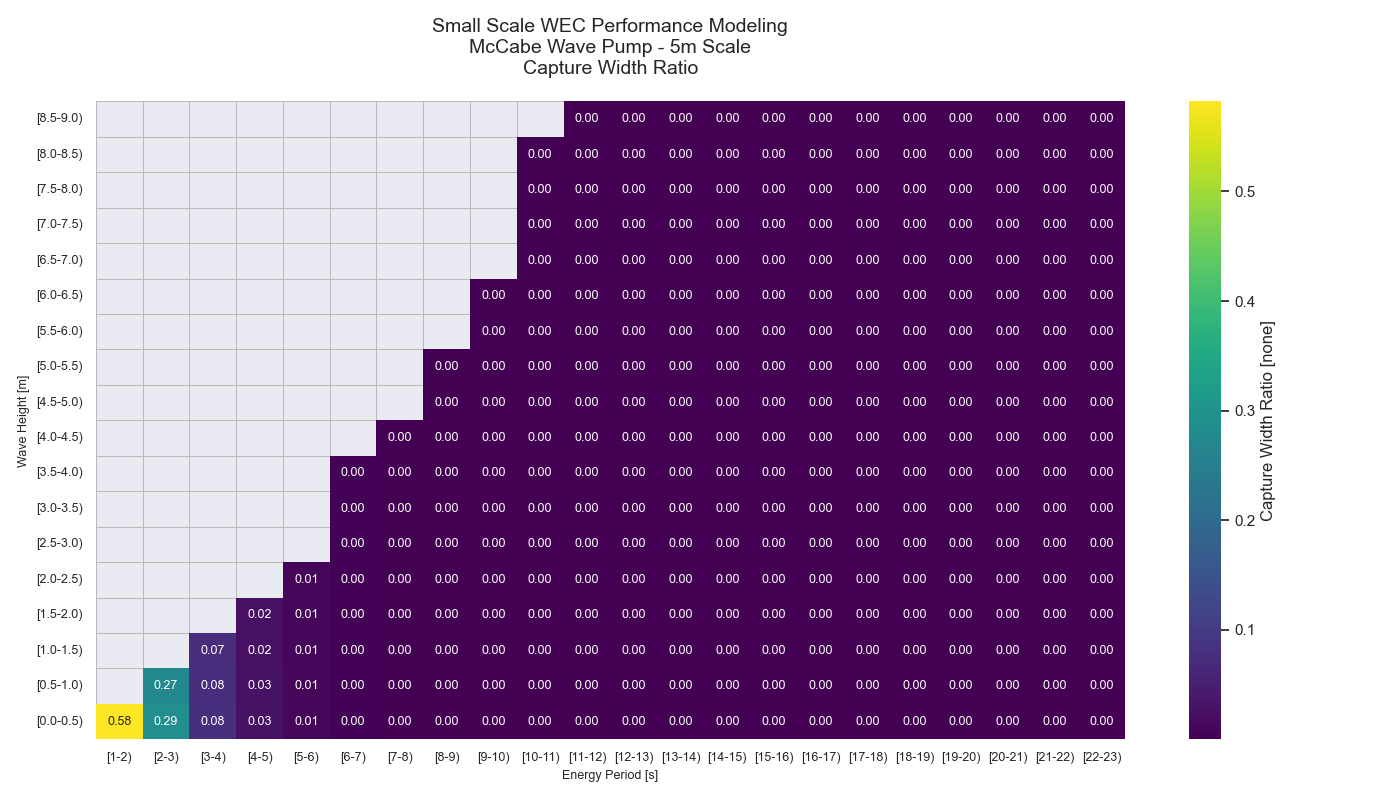 Small Scale WEC Performance Modeling
McCabe Wave Pump - 5m Scale
Capture Width Ratio
[8.5-9.0) 0.00 0.00 0.00 0.00 0.00 0.00 0.00 0.00 0.00 0.00 0.00 0.00
[8.0-8.5) 0.00 0.00 0.00 0.00 0.00 0.00 0.00 0.00 0.00 0.00 0.00 0.00 0.00
[7.5-8.0) 0.00 0.00 0.00 0.00 0.00 0.00 0.00 0.00 0.00 0.00 0.00 0.00 0.00
[7.0-7.5) 0.00 0.00 0.00 0.00 0.00 0.00 0.00 0.00 0.00 0.00 0.00 0.00 0.00
[6.5-7.0) 0.00 0.00 0.00 0.00 0.00 0.00 0.00 0.00 0.00 0.00 0.00 0.00 0.00
[6.0-6.5) 0.00 0.00 0.00 0.00 0.00 0.00 0.00 0.00 0.00 0.00 0.00 0.00 0.00 0.00
[5.5-6.0) 0.00 0.00 0.00 0.00 0.00 0.00 0.00 0.00 0.00 0.00 0.00 0.00 0.00 0.00
[5.0-5.5) 0.00 0.00 0.00 0.00 0.00 0.00 0.00 0.00 0.00 0.00 0.00 0.00 0.00 0.00 0.00
[4.5-5.0) 0.00 0.00 0.00 0.00 0.00 0.00 0.00 0.00 0.00 0.00 0.00 0.00 0.00 0.00 0.00
[4.0-4.5) 0.00 0.00 0.00 0.00 0.00 0.00 0.00 0.00 0.00 0.00 0.00 0.00 0.00 0.00 0.00 0.00
[3.5-4.0) 0.00 0.00 0.00 0.00 0.00 0.00 0.00 0.00 0.00 0.00 0.00 0.00 0.00 0.00 0.00 0.00 0.00
[3.0-3.5) 0.00 0.00 0.00 0.00 0.00 0.00 0.00 0.00 0.00 0.00 0.00 0.00 0.00 0.00 0.00 0.00 0.00
[2.5-3.0) 0.00 0.00 0.00 0.00 0.00 0.00 0.00 0.00 0.00 0.00 0.00 0.00 0.00 0.00 0.00 0.00 0.00
[2.0-2.5) 0.01 0.00 0.00 0.00 0.00 0.00 0.00 0.00 0.00 0.00 0.00 0.00 0.00 0.00 0.00 0.00 0.00 0.00
[1.5-2.0) 0.02 0.01 0.00 0.00 0.00 0.00 0.00 0.00 0.00 0.00 0.00 0.00 0.00 0.00 0.00 0.00 0.00 0.00 0.00
[1.0-1.5) 0.07 0.02 0.01 0.00 0.00 0.00 0.00 0.00 0.00 0.00 0.00 0.00 0.00 0.00 0.00 0.00 0.00 0.00 0.00 0.00
[0.5-1.0) 0.27 0.08 0.03 0.01 0.00 0.00 0.00 0.00 0.00 0.00 0.00 0.00 0.00 0.00 0.00 0.00 0.00 0.00 0.00 0.00 0.00
[0.0-0.5) 0.58 0.29 0.08 0.03 0.01 0.00 0.00 0.00 0.00 0.00 0.00 0.00 0.00 0.00 0.00 0.00 0.00 0.00 0.00 0.00 0.00 0.00
[1-2) [2-3) [3-4) [4-5) [5-6) [6-7) [7-8) [8-9) [9-10) [10-11) [11-12) [12-13) [13-14) [14-15) [15-16) [16-17) [17-18) [18-19) [19-20) [20-21) [21-22) [22-23)
Energy Period [s]
Wave Height [m]
0.5
0.4
0.3
0.2
0.1
Capture Width Ratio [none]